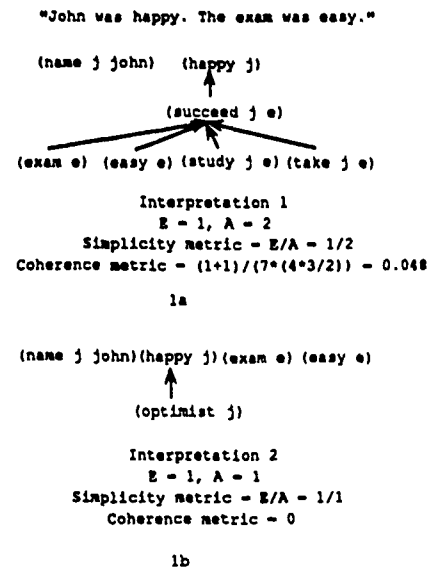 "John was happy. The exam was easy."
(name j john) (happy j)
(succeed j e)
(exam e) (easy e) (study j e) (take j e)
Interpretation 1
E = 1, A = 2
Simplicity metric = E/A = 1/2
Coherence metric = (1+1)/(7*(4*3/2)) = 0.048
1a
(name j john)(happy j)(exam e) (easy e)
(optimist j)
Interpretation 2
E = 1, A = 1
Simplicity metric = E/A = 1/1
Coherence metric = 0
1b